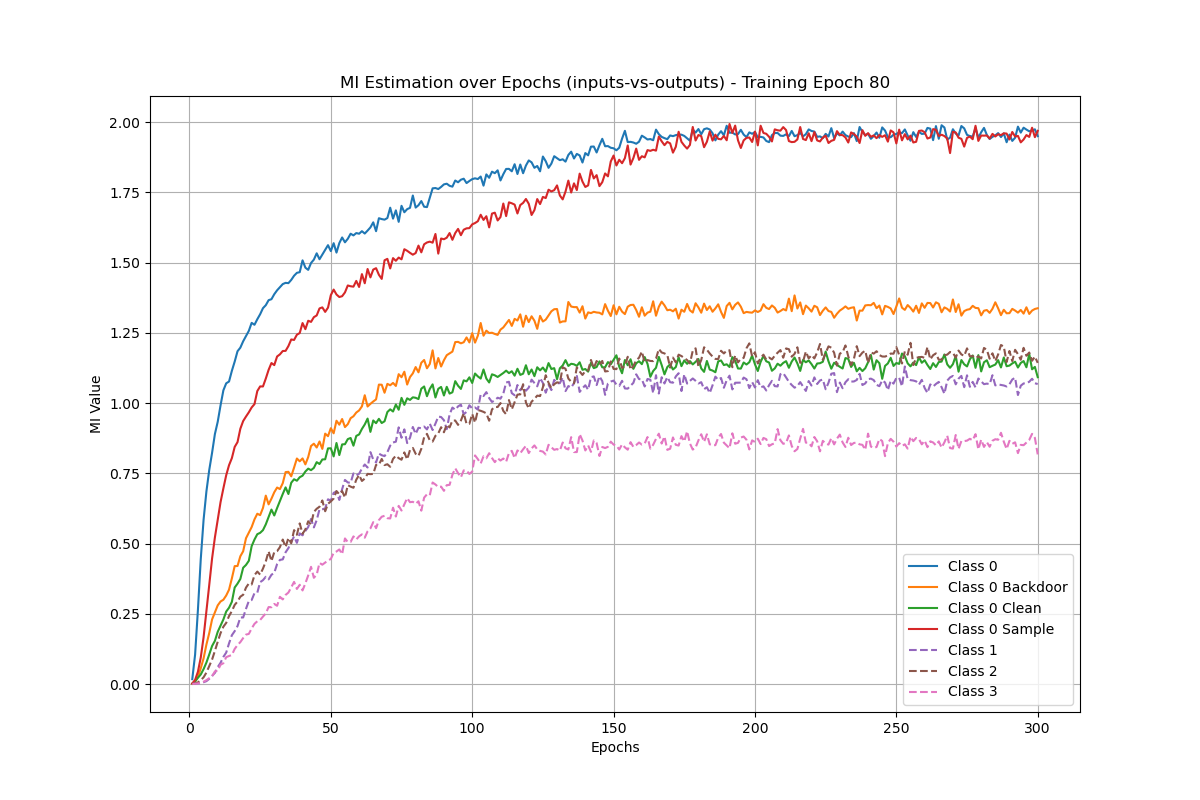 MI Estimation over Epochs (inputs-vs-outputs) - Training Epoch 80
2.00
1.75
1.50
1.25
1.00
0.75
0.50
0.25
0.00
MI Value
0 50 100 150 200 250 300
Epochs
Class 0
Class 0 Backdoor
Class 0 Clean
Class 0 Sample
Class 1
Class 2
Class 3